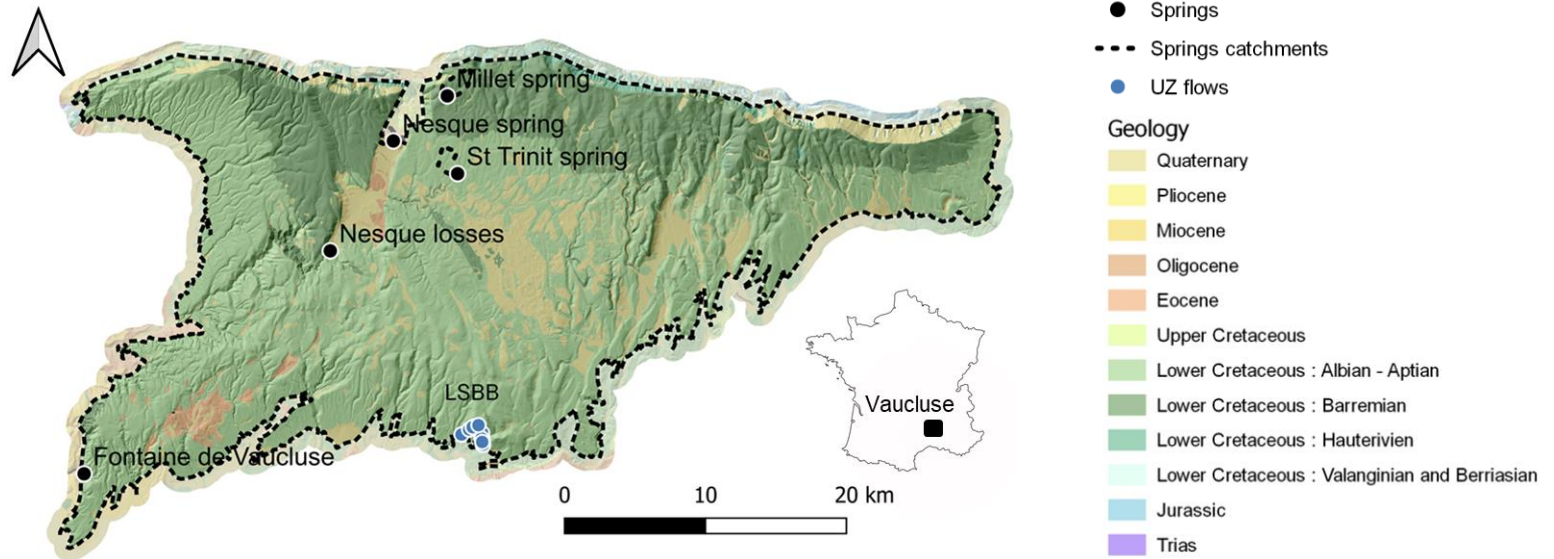 Millet spring
Nesque spring
St Trinit spring
Nesque losses
LSBB
Fontaine de Vaucluse
Vaucluse
0 10 20 km
Springs
Springs catchments
UZ flows
Geology
Quaternary
Pliocene
Miocene
Oligocene
Eocene
Upper Cretaceous
Lower Cretaceous : Albian - Aptian
Lower Cretaceous : Barremian
Lower Cretaceous : Hauterivien
Lower Cretaceous : Valanginian and Berriasian
Jurassic
Trias